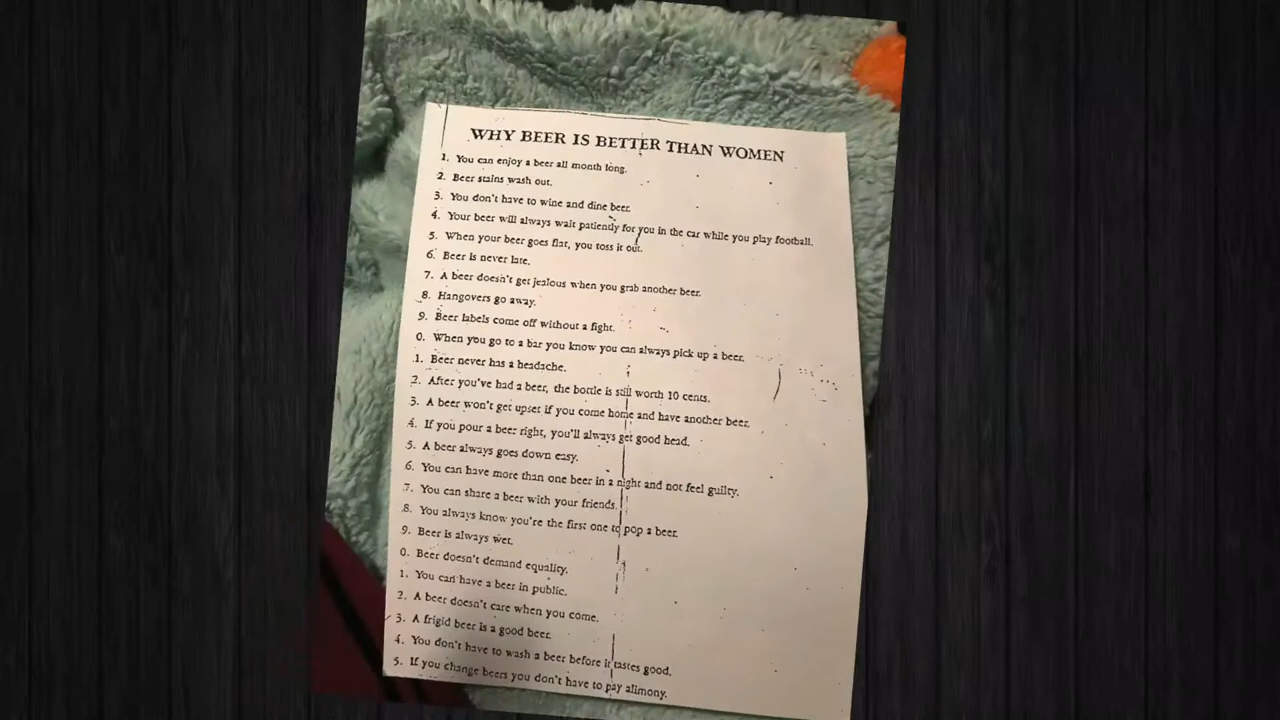 WHY BEER IS BETTER THAN WOMEN
1. You can enjoy a beer all month long.
2. Beer stains wash out.
3. You don't have to wine and dine beer.
4. Your beer will always wait patiently for you in the car while you play football.
5. When your beer goes flat, you toss it out.
6. Beer is never late.
7. A beer doesn't get jealous when you grab another beer.
8. Hangovers go away.
9. Beer labels come off without a fight.
0. When you go to a bar you know you can always pick up a beer.
1. Beer never has a headache.
2. After you've had a beer, the bottle is still worth 10 cents.
3. A beer won't get upset if you come home and have another beer.
4. If you pour a beer right, you'll always get good head.
5. A beer always goes down easy.
6. You can have more than one beer in a night and not feel guilty.
7. You can share a beer with your friends.
8. You always know you're the first one to pop a beer.
9. Beer is always wet.
0. Beer doesn't demand equality.
1. You can have a beer in public.
2. A beer doesn't care when you come.
3. A frigid beer is a good beer.
4. You don't have to wash a beer before it tastes good.
5. If you change beers you don't have to pay alimony.